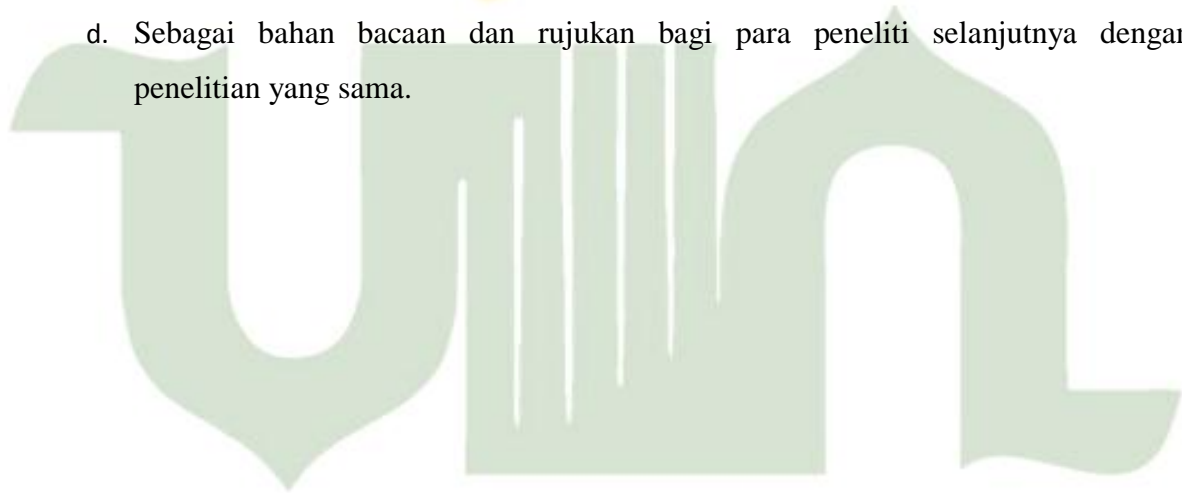 d. Sebagai bahan bacaan dan rujukan bagi para peneliti selanjutnya dengan
penelitian yang sama.